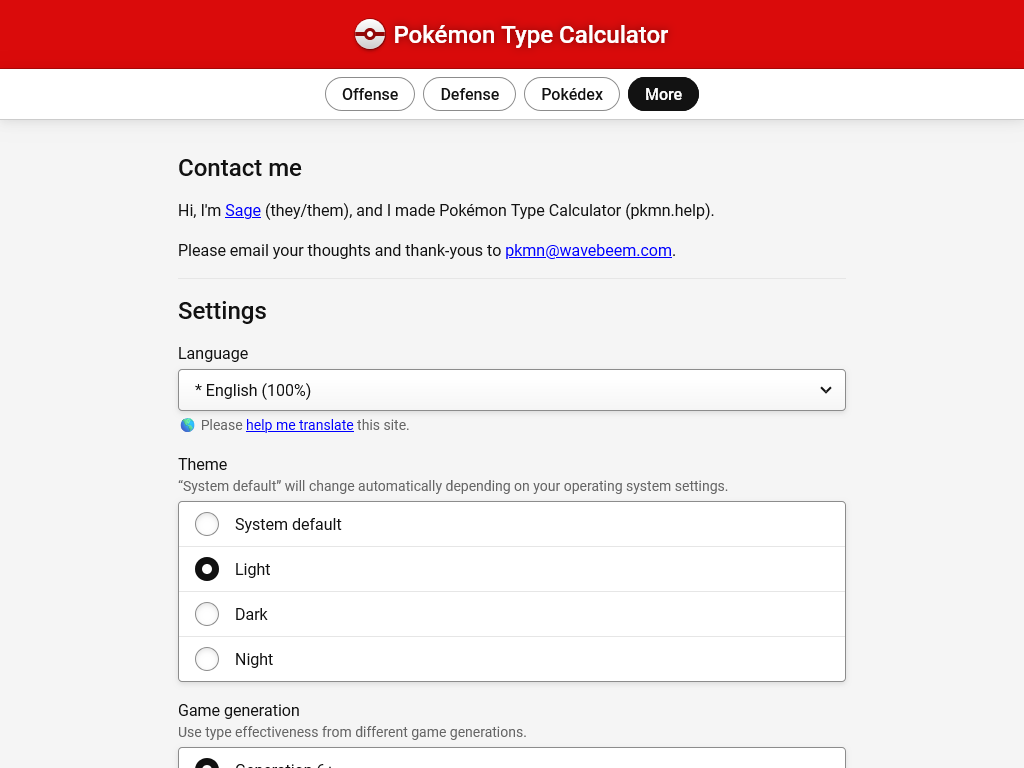 Pokémon Type Calculator
Offense
Defense
Pokédex
More
Contact me
Hi, I'm Sage (they/them), and I made Pokémon Type Calculator (pkmn.help).
Please email your thoughts and thank-yous to pkmn@wavebeem.com.
Settings
Language
* English (100%)
Please help me translate this site.
Theme
“System default” will change automatically depending on your operating system settings.
System default
Light
Dark
Night
Game generation
Use type effectiveness from different game generations.